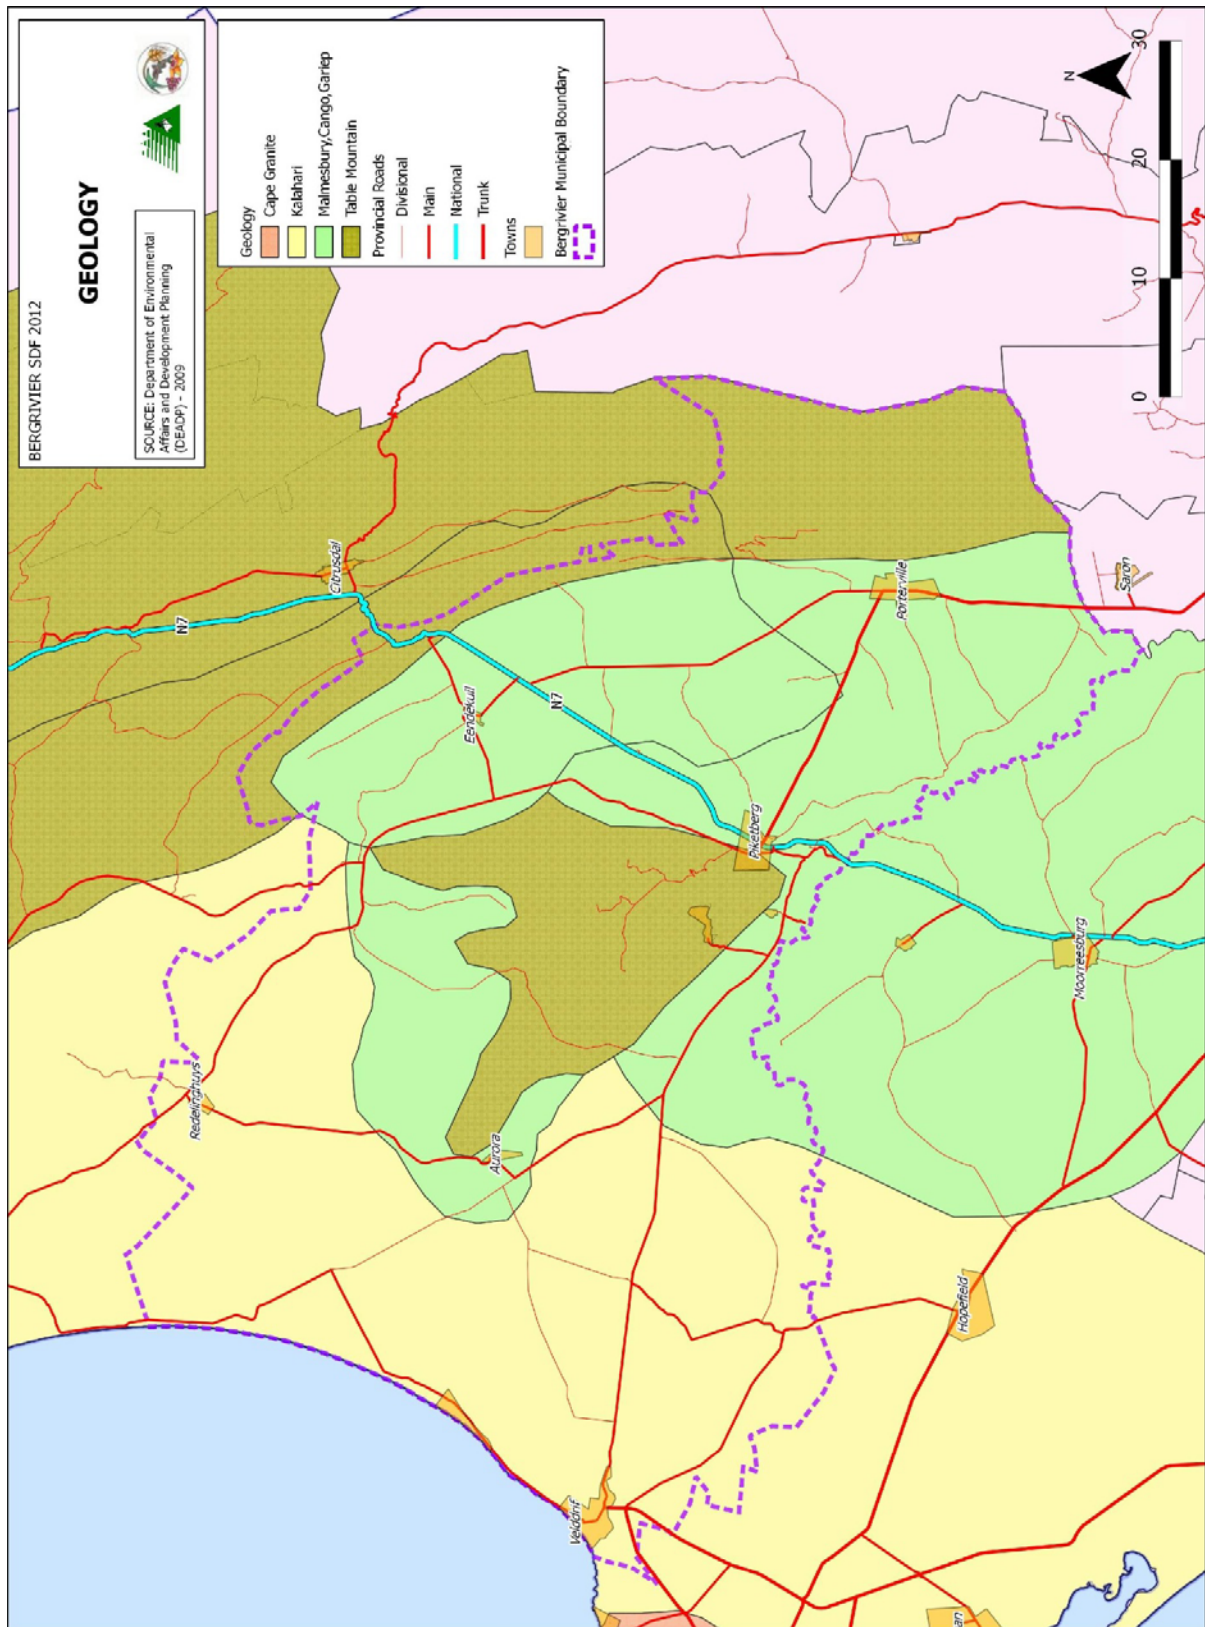 BERGRIVIER SDF 2012
GEOLOGY
SOURCE: Department of Environmental
Affairs and Development Planning
(DEADP) - 2009
Geology
Cape Granite
Kalahari
Malmesbury,Cango,Gariep
Table Mountain
Provincial Roads
Divisional
Main
National
Trunk
Towns
Bergrivier Municipal Boundary
N
0 10 20 30
N7
Citrusdal
Eendekuil
N7
Redelinghuys
Aurora
Piketberg
Porterville
Saron
Velddrif
Hopefield
Moorreesburg
an